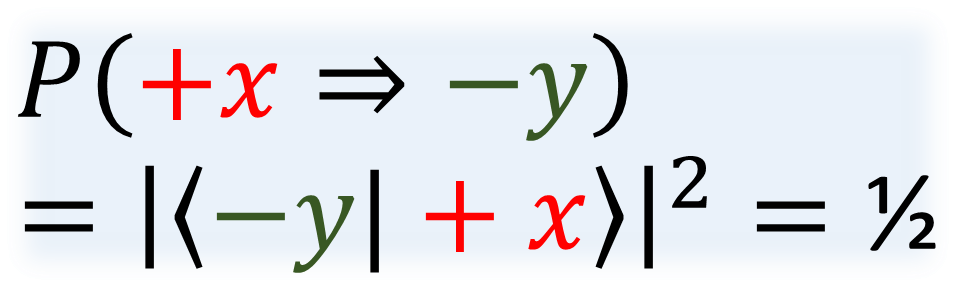 P(+x ⇒ −y)
= |⟨−y| + x⟩|² = ½